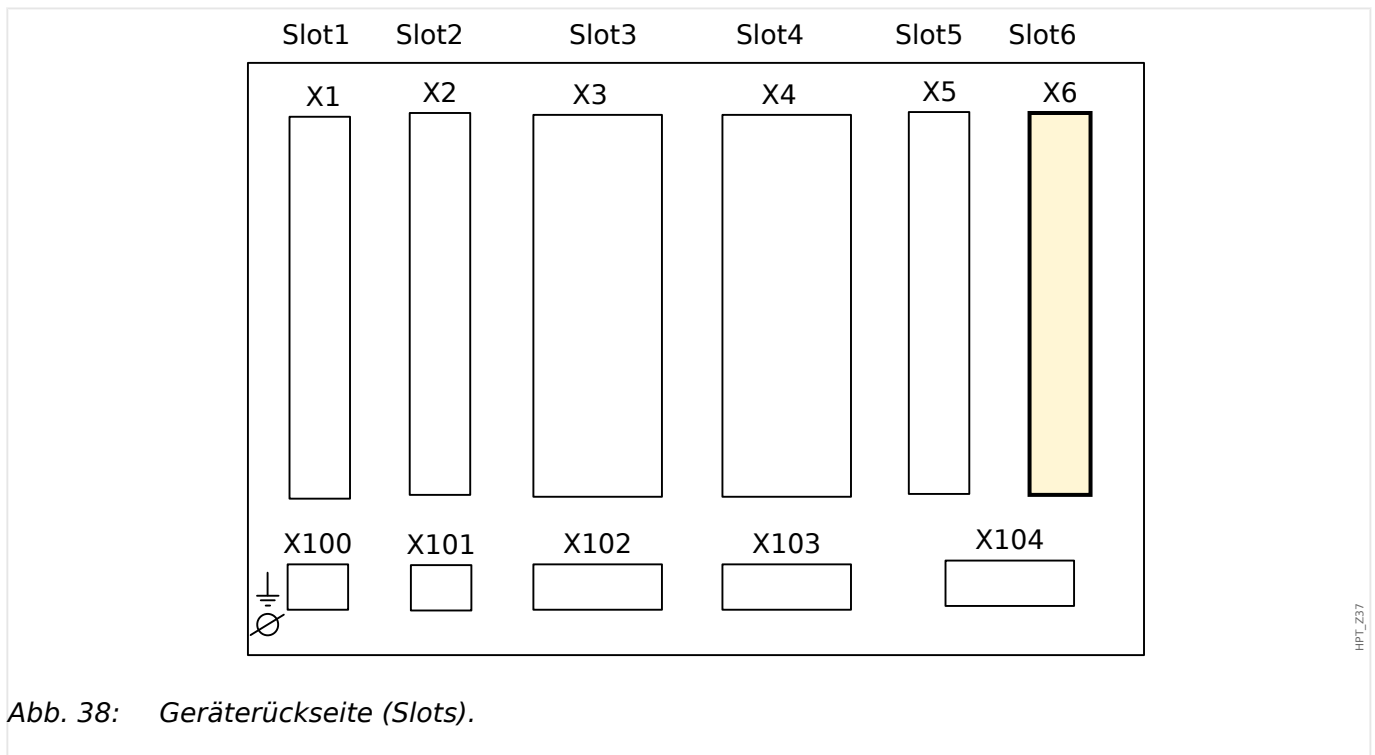 Slot1 Slot2 Slot3 Slot4 Slot5 Slot6
X1 X2 X3 X4 X5 X6
X100 X101 X102 X103 X104
HPT_Z37
Abb. 38: Geräterückseite (Slots).